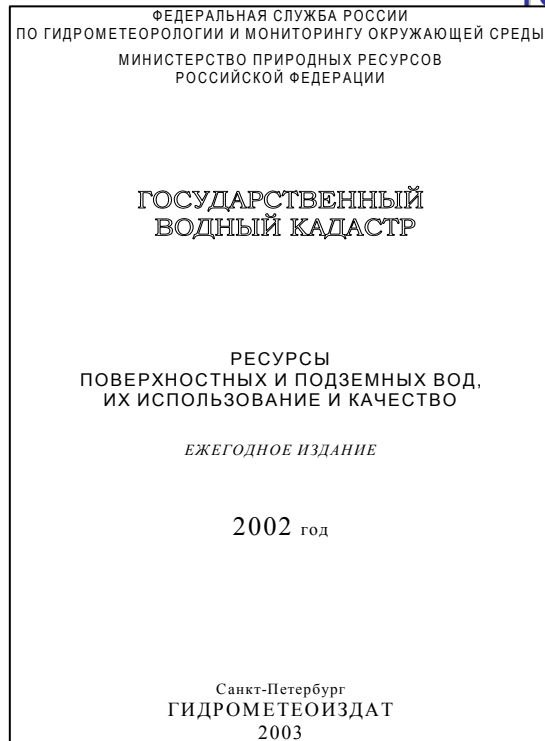 ФЕДЕРАЛЬНАЯ СЛУЖБА РОССИИ
ПО ГИДРОМЕТЕОРОЛОГИИ И МОНИТОРИНГУ ОКРУЖАЮЩЕЙ СРЕДЫ
МИНИСТЕРСТВО ПРИРОДНЫХ РЕСУРСОВ
РОССИЙСКОЙ ФЕДЕРАЦИИ
ГОСУДАРСТВЕННЫЙ
ВОДНЫЙ КАДАСТР
РЕСУРСЫ
ПОВЕРХНОСТНЫХ И ПОДЗЕМНЫХ ВОД,
ИХ ИСПОЛЬЗОВАНИЕ И КАЧЕСТВО
ЕЖЕГОДНОЕ ИЗДАНИЕ
2002 год
Санкт-Петербург
ГИДРОМЕТЕОИЗДАТ
2003